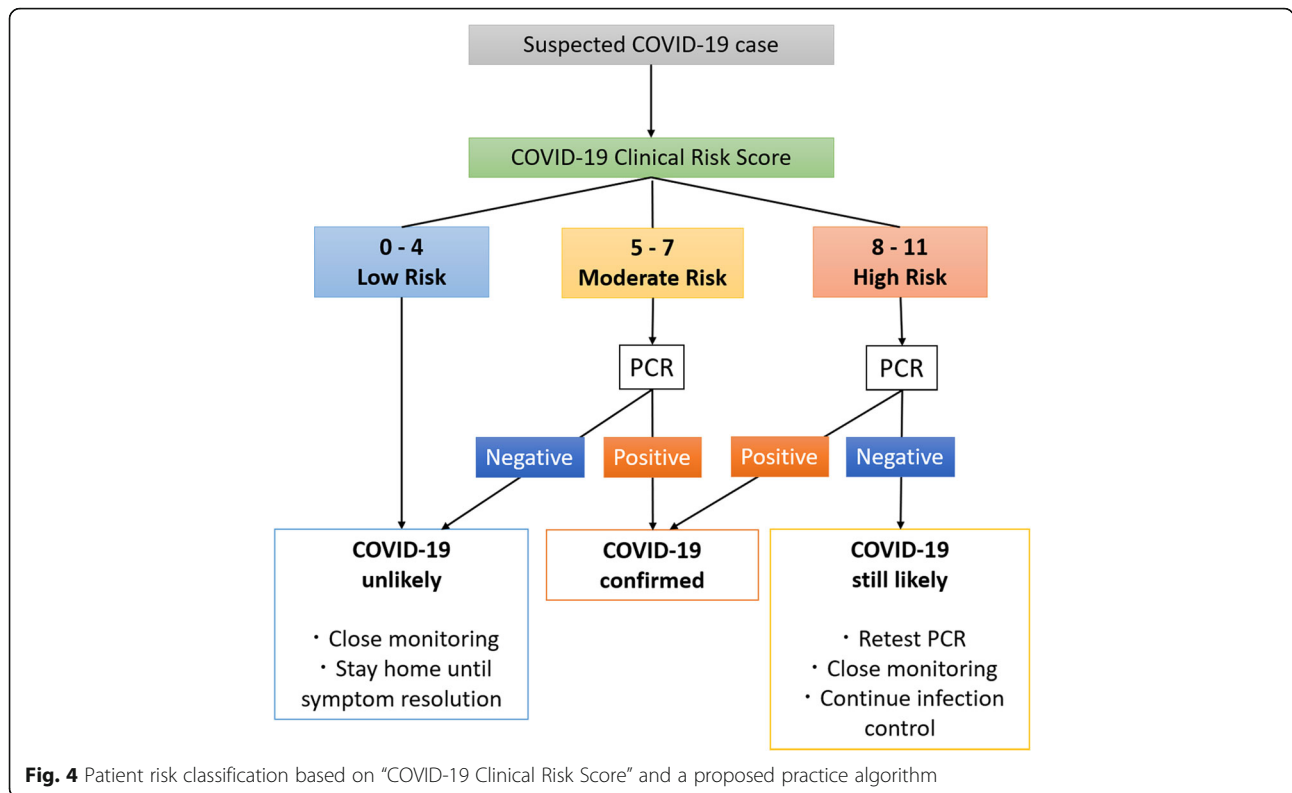 Suspected COVID-19 case
COVID-19 Clinical Risk Score
0 - 4
Low Risk
5 - 7
Moderate Risk
8 - 11
High Risk
PCR
PCR
Negative
Positive
Positive
Negative
COVID-19
unlikely
· Close monitoring
· Stay home until
symptom resolution
COVID-19
confirmed
COVID-19
still likely
· Retest PCR
· Close monitoring
· Continue infection
control
Fig. 4 Patient risk classification based on “COVID-19 Clinical Risk Score” and a proposed practice algorithm